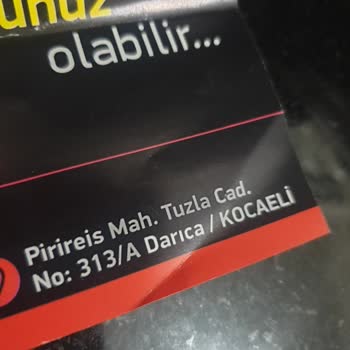 olabilir...
Pirireis Mah. Tuzla Cad.
No: 313/A Darıca / KOCAELİ